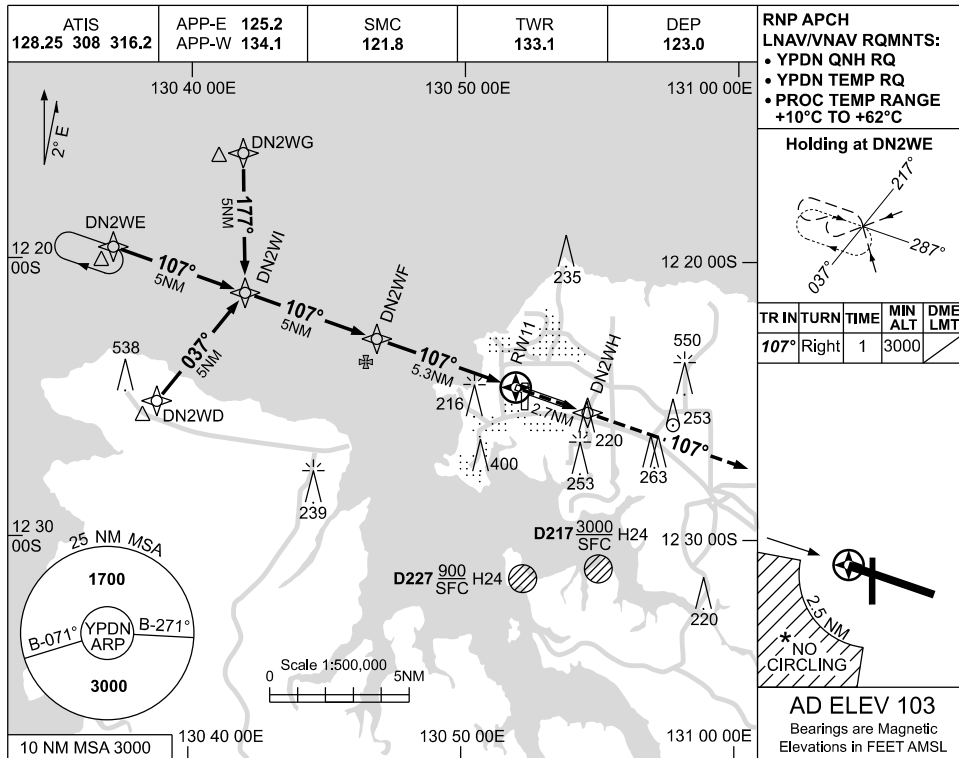 ATIS
128.25 308 316.2
APP-E 125.2
APP-W 134.1
SMC
121.8
TWR
133.1
DEP
123.0
RNP APCH
LNAV/VNAV RQMNTS:
• YPDN QNH RQ
• YPDN TEMP RQ
• PROC TEMP RANGE
+10°C TO +62°C
130 40 00E
130 50 00E
131 00 00E
2° E
DN2WG
177°
5NM
DN2WE
107°
5NM
DN2WI
107°
5NM
DN2WF
107°
5.3NM
12 20
00S
12 20 00S
037°
5NM
DN2WD
538
239
235
RW11
DN2WH
2.7NM
216
400
550
253
220
253
263
107°
12 30
00S
12 30 00S
D217 3000
SFC H24
D227 900
SFC H24
220
25 NM MSA
1700
B-071°
YPDN
ARP
B-271°
3000
10 NM MSA 3000
Scale 1:500,000
0
5NM
130 40 00E
130 50 00E
131 00 00E
Holding at DN2WE
217°
287°
037°
TR IN TURN TIME MIN ALT DME LMT
107° Right 1 3000
2.5 NM
*NO
CIRCLING
AD ELEV 103
Bearings are Magnetic
Elevations in FEET AMSL